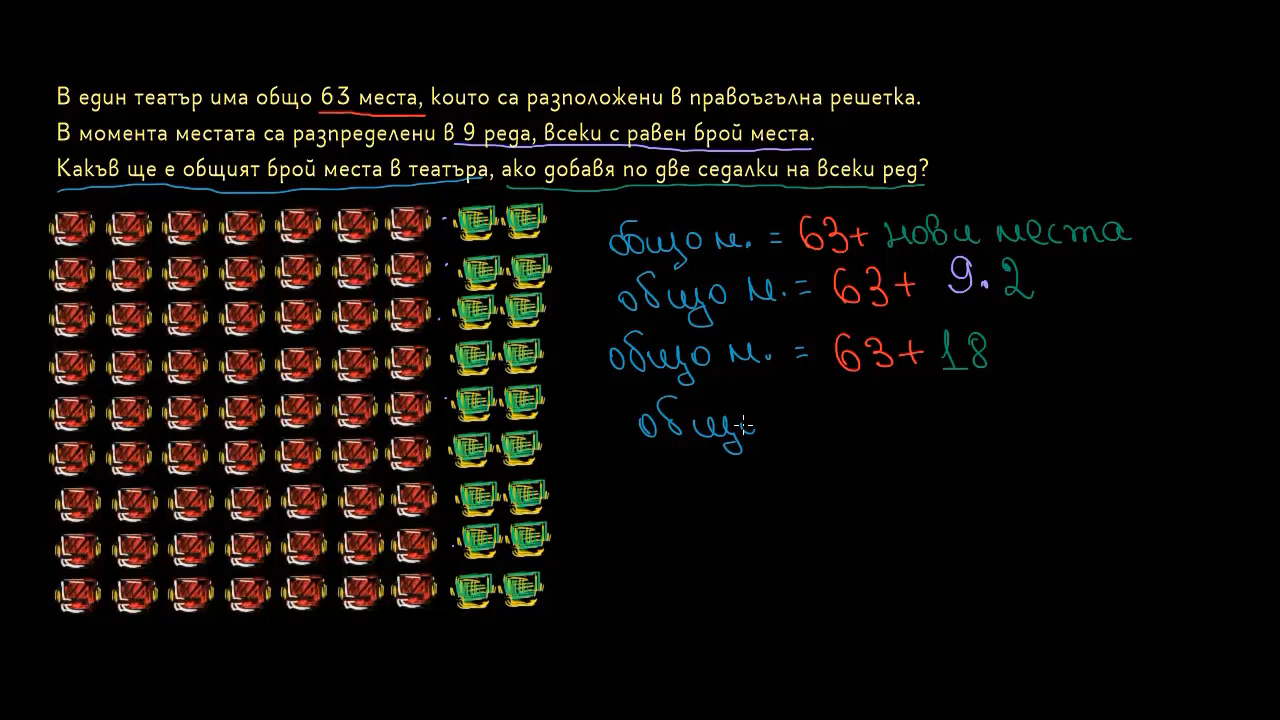 В един театър има общо 63 места, които са разположени в правоъгълна решетка.
В момента местата са разпределени в 9 реда, всеки с равен брой места.
Какъв ще е общият брой места в театъра, ако добавя по две седалки на всеки ред?
общо м. = 63+ нови места
общо м. = 63+ 9.2
общо м. = 63+ 18
общо